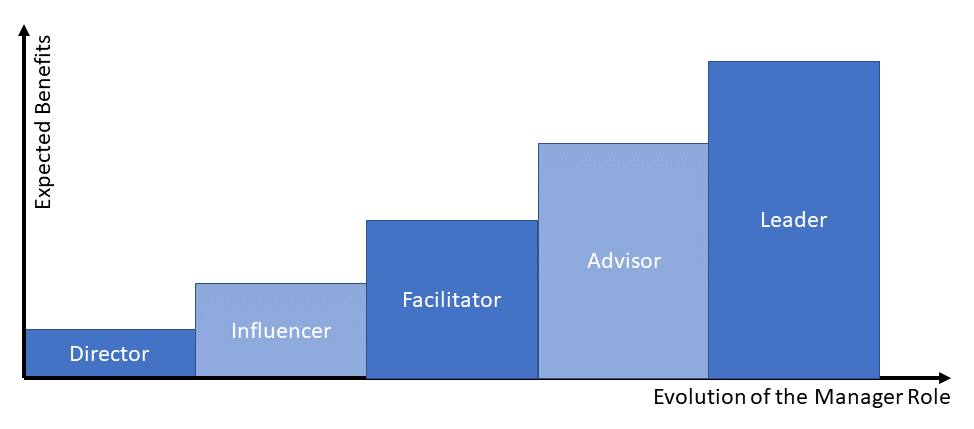 Expected Benefits
Director
Influencer
Facilitator
Advisor
Leader
Evolution of the Manager Role